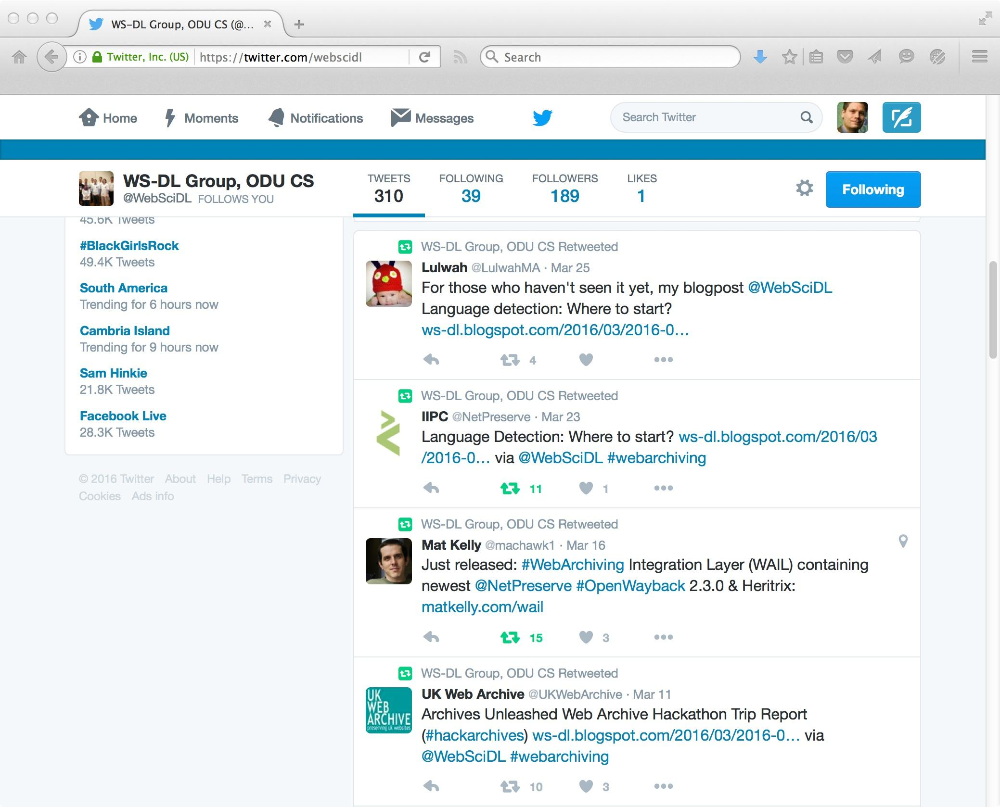 WS-DL Group, ODU CS (@...
Twitter, Inc. (US)
https://twitter.com/webscidl
Search
Home
Moments
Notifications
Messages
Search Twitter
WS-DL Group, ODU CS
@WebSciDL FOLLOWS YOU
TWEETS
310
FOLLOWING
39
FOLLOWERS
189
LIKES
1
Following
45.6K Tweets
#BlackGirlsRock
49.4K Tweets
South America
Trending for 6 hours now
Cambria Island
Trending for 9 hours now
Sam Hinkie
21.8K Tweets
Facebook Live
28.3K Tweets
© 2016 Twitter About Help Terms Privacy
Cookies Ads info
WS-DL Group, ODU CS Retweeted
Lulwah @LulwahMA · Mar 25
For those who haven't seen it yet, my blogpost @WebSciDL
Language detection: Where to start?
ws-dl.blogspot.com/2016/03/2016-0…
4
WS-DL Group, ODU CS Retweeted
IIPC @NetPreserve · Mar 23
Language Detection: Where to start? ws-dl.blogspot.com/2016/03
/2016-0… via @WebSciDL #webarchiving
11 1
WS-DL Group, ODU CS Retweeted
Mat Kelly @machawk1 · Mar 16
Just released: #WebArchiving Integration Layer (WAIL) containing
newest @NetPreserve #OpenWayback 2.3.0 & Heritrix:
matkelly.com/wail
15 3
WS-DL Group, ODU CS Retweeted
UK
WEB
ARCHIVE
preserving uk websites
UK Web Archive @UKWebArchive · Mar 11
Archives Unleashed Web Archive Hackathon Trip Report
(#hackarchives) ws-dl.blogspot.com/2016/03/2016-0… via
@WebSciDL #webarchiving
10 3